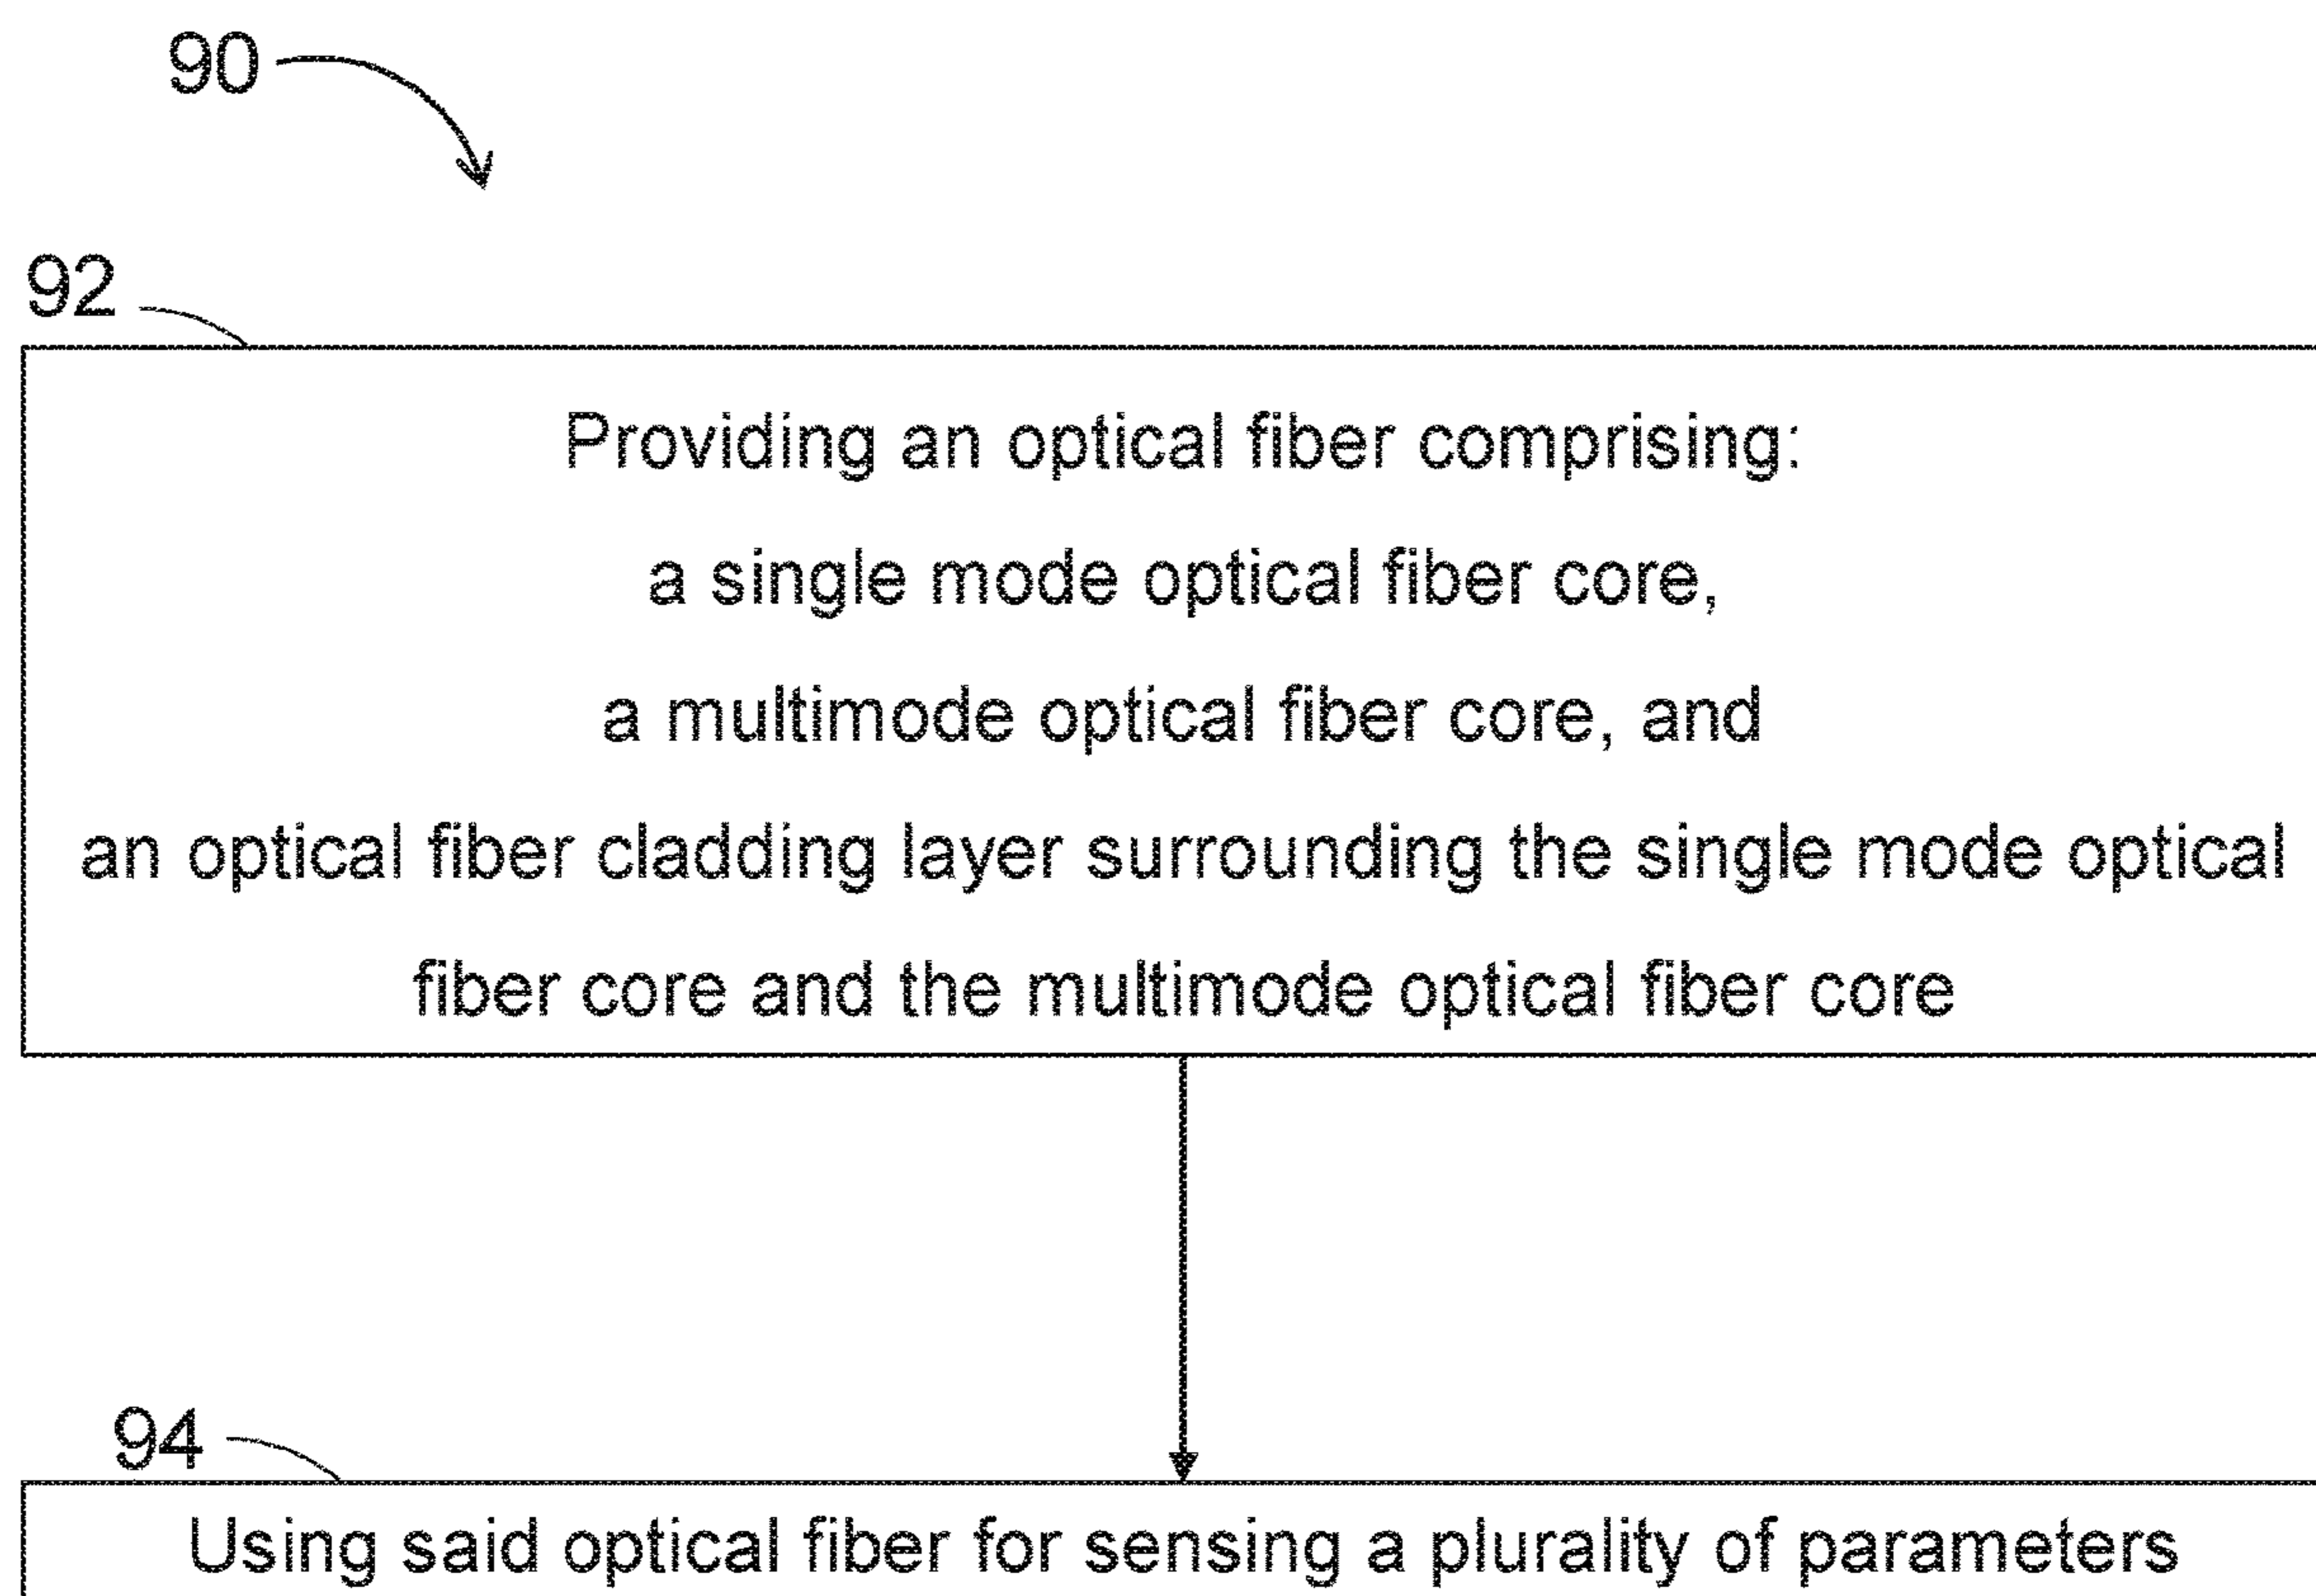 90
92
Providing an optical fiber comprising:
a single mode optical fiber core,
a multimode optical fiber core, and
an optical fiber cladding layer surrounding the single mode optical
fiber core and the multimode optical fiber core
94
Using said optical fiber for sensing a plurality of parameters